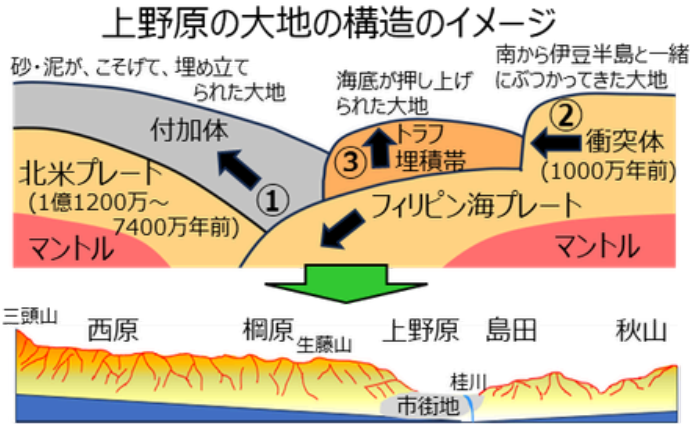 上野原の大地の構造のイメージ
砂・泥が、こそげて、埋め立て
られた大地
海底が押し上げ
られた大地
南から伊豆半島と一緒
にぶつかってきた大地
付加体
①
③
トラフ
埋積帯
②
衝突体
(1000万年前)
北米プレート
(1億1200万～
7400万年前)
フィリピン海プレート
マントル
マントル
三頭山
西原
棡原
生藤山
上野原
島田
秋山
桂川
市街地